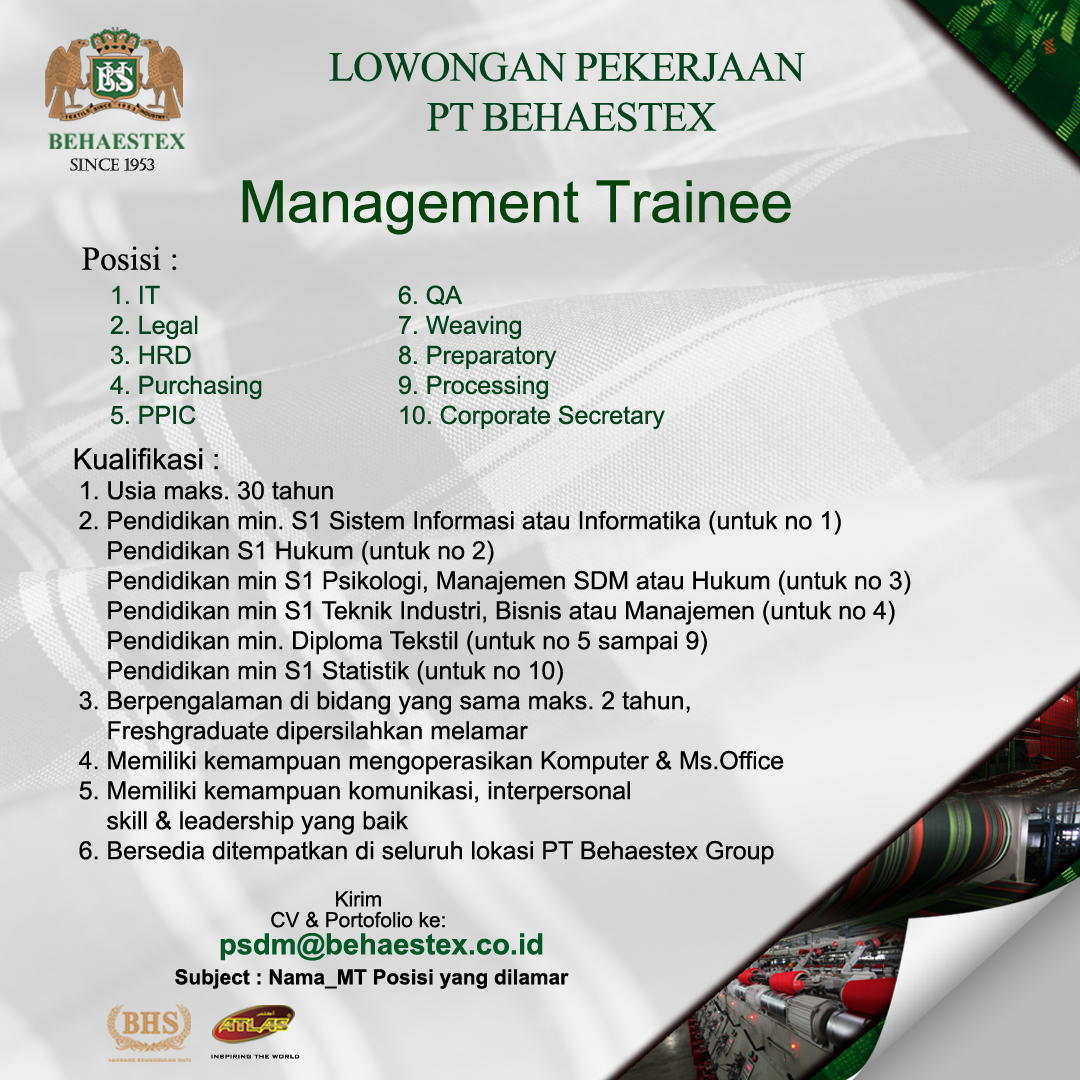 BHS
TEXTILE SINCE 1953 INDUSTRY
BEHAESTEX
SINCE 1953
LOWONGAN PEKERJAAN
PT BEHAESTEX
Management Trainee
Posisi :
1. IT
2. Legal
3. HRD
4. Purchasing
5. PPIC
6. QA
7. Weaving
8. Preparatory
9. Processing
10. Corporate Secretary
Kualifikasi :
1. Usia maks. 30 tahun
2. Pendidikan min. S1 Sistem Informasi atau Informatika (untuk no 1)
Pendidikan S1 Hukum (untuk no 2)
Pendidikan min S1 Psikologi, Manajemen SDM atau Hukum (untuk no 3)
Pendidikan min S1 Teknik Industri, Bisnis atau Manajemen (untuk no 4)
Pendidikan min. Diploma Tekstil (untuk no 5 sampai 9)
Pendidikan min S1 Statistik (untuk no 10)
3. Berpengalaman di bidang yang sama maks. 2 tahun,
Freshgraduate dipersilahkan melamar
4. Memiliki kemampuan mengoperasikan Komputer & Ms.Office
5. Memiliki kemampuan komunikasi, interpersonal
skill & leadership yang baik
6. Bersedia ditempatkan di seluruh lokasi PT Behaestex Group
Kirim
CV & Portofolio ke:
psdm@behaestex.co.id
Subject : Nama_MT Posisi yang dilamar
BHS
ATLAS
INSPIRING THE WORLD